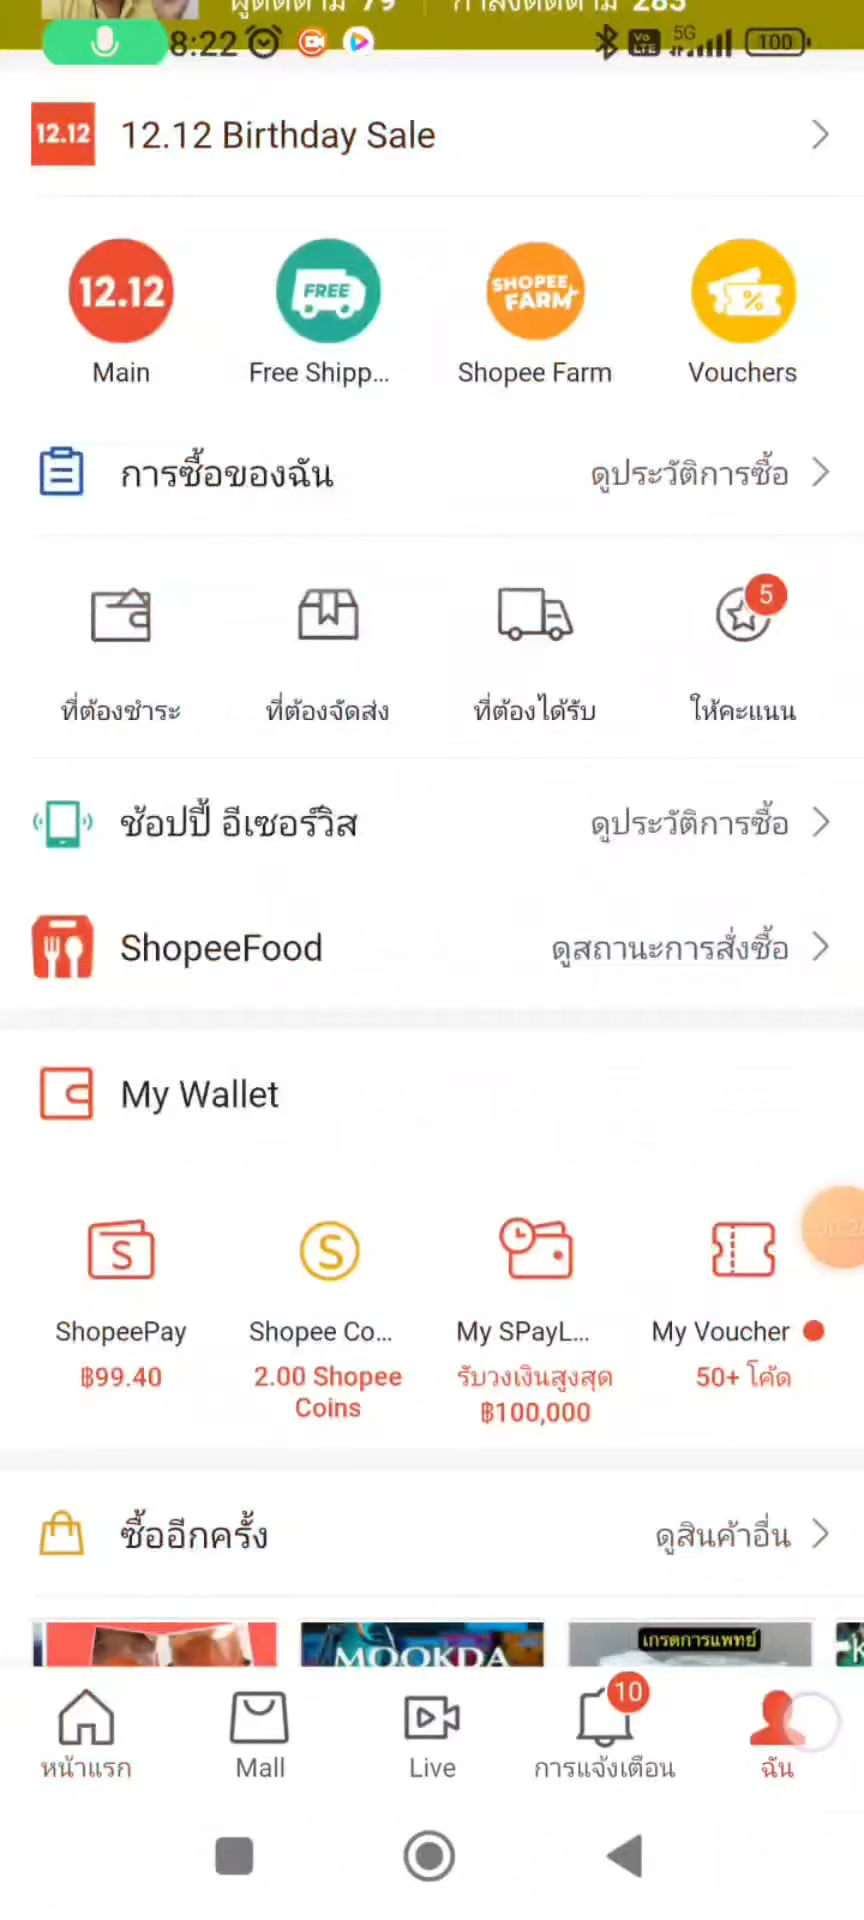 ผู้ติดตาม 79 กำลังติดตาม 285
8:22 Vo LTE 5G 100
12.12 12.12 Birthday Sale
12.12 FREE SHOPEE FARM %
Main Free Shipp... Shopee Farm Vouchers
การซื้อของฉัน ดูประวัติการซื้อ
5
ที่ต้องชำระ ที่ต้องจัดส่ง ที่ต้องได้รับ ให้คะแนน
ช้อปปี้ อีเซอร์วิส ดูประวัติการซื้อ
ShopeeFood ดูสถานะการสั่งซื้อ
My Wallet
S S
ShopeePay Shopee Co... My SPayL... My Voucher
฿99.40 2.00 Shopee Coins รับวงเงินสูงสุด ฿100,000 50+ โค้ด
ซื้ออีกครั้ง ดูสินค้าอื่น
MOOKDA เกรดการแพทย์
10
หน้าแรก Mall Live การแจ้งเตือน ฉัน